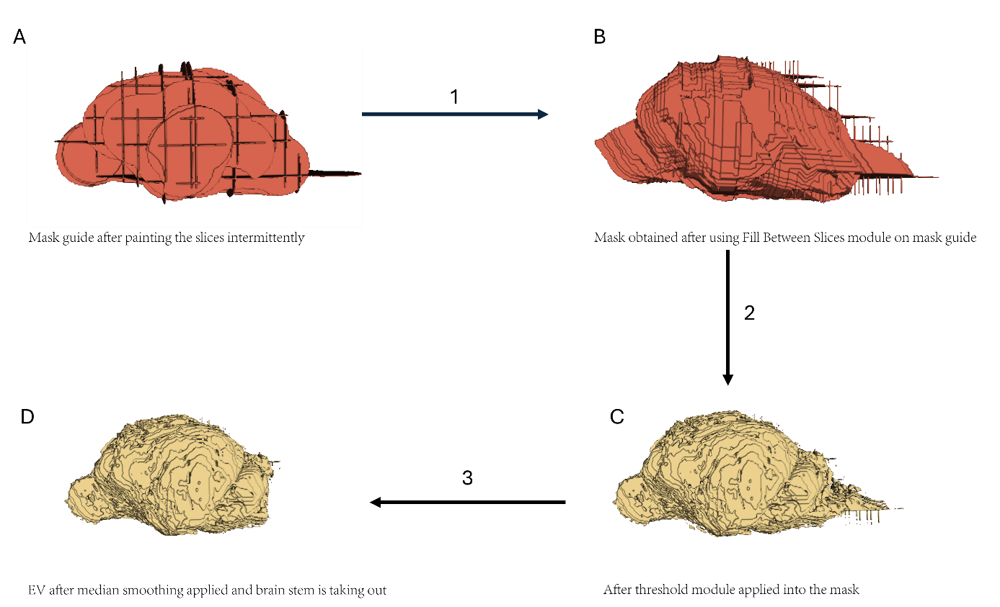 A
B
1
Mask guide after painting the slices intermittently
Mask obtained after using Fill Between Slices module on mask guide
2
D
C
3
EV after median smoothing applied and brain stem is taking out
After threshold module applied into the mask